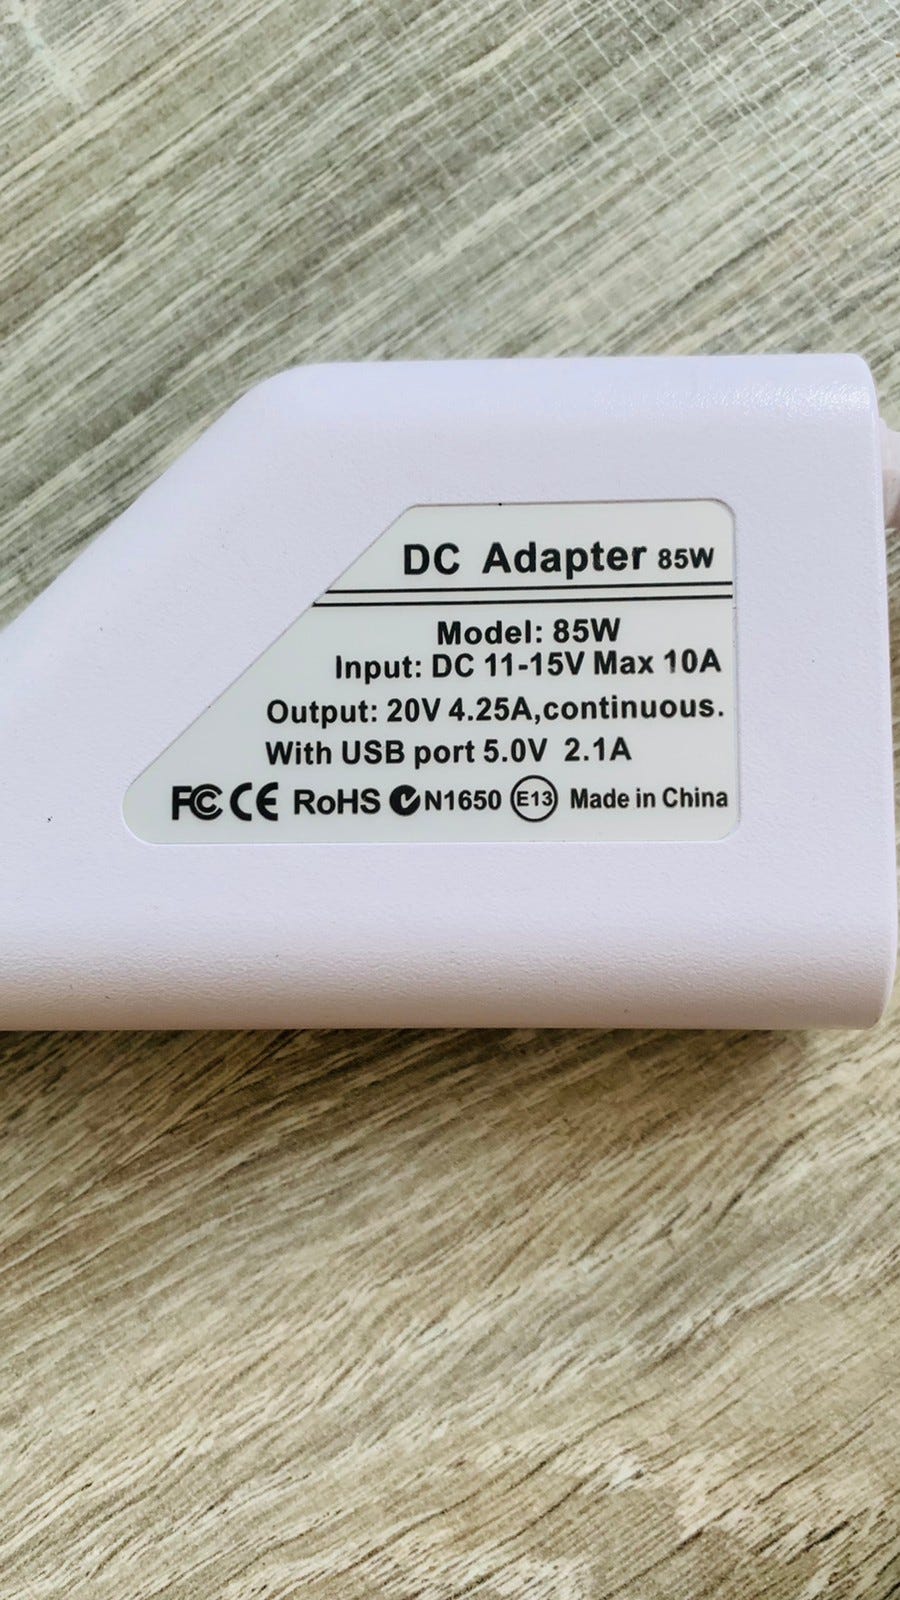 DC Adapter 85W
Model: 85W
Input: DC 11-15V Max 10A
Output: 20V 4.25A,continuous.
With USB port 5.0V 2.1A
FC CE RoHS N1650 E13 Made in China